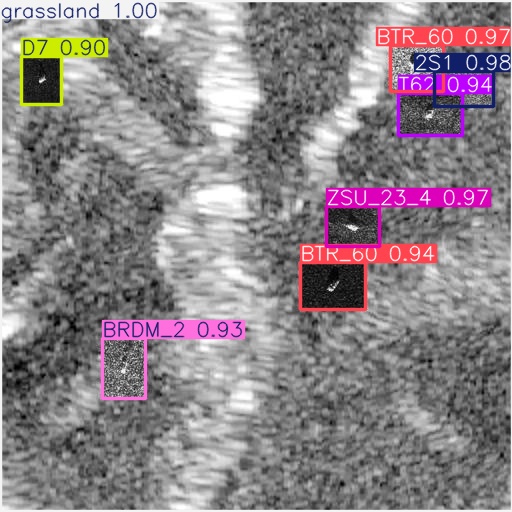 grassland 1.00
D7 0.90
BTR_60 0.97
2S1 0.98
T62 0.94
ZSU_23_4 0.97
BTR_60 0.94
BRDM_2 0.93